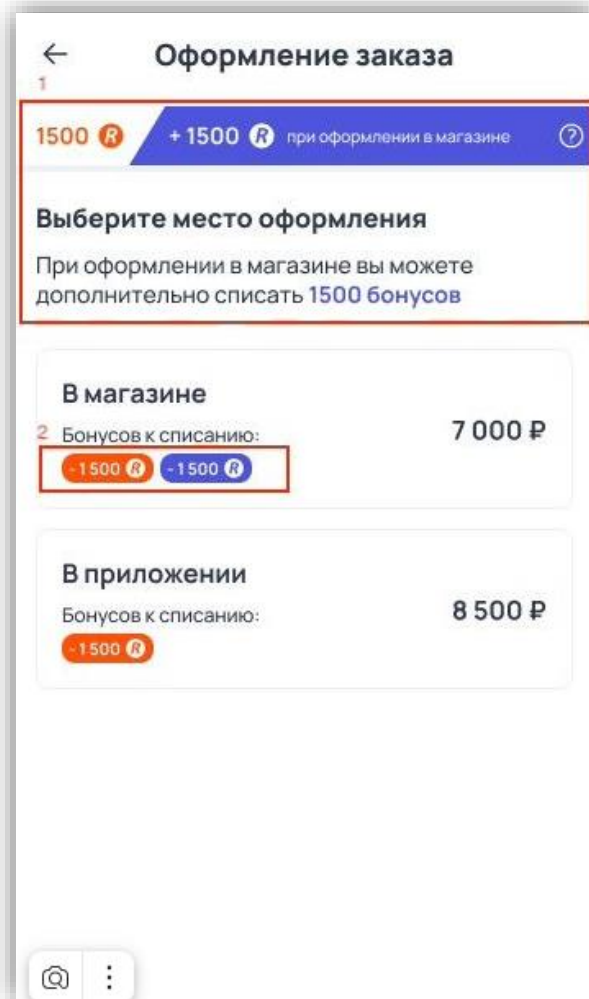 Оформление заказа
1
1500 R + 1500 R при оформлении в магазине ?
Выберите место оформления
При оформлении в магазине вы можете
дополнительно списать 1500 бонусов
В магазине
7 000 ₽
2 Бонусов к списанию:
-1500 R -1500 R
В приложении
8 500 ₽
Бонусов к списанию:
-1500 R